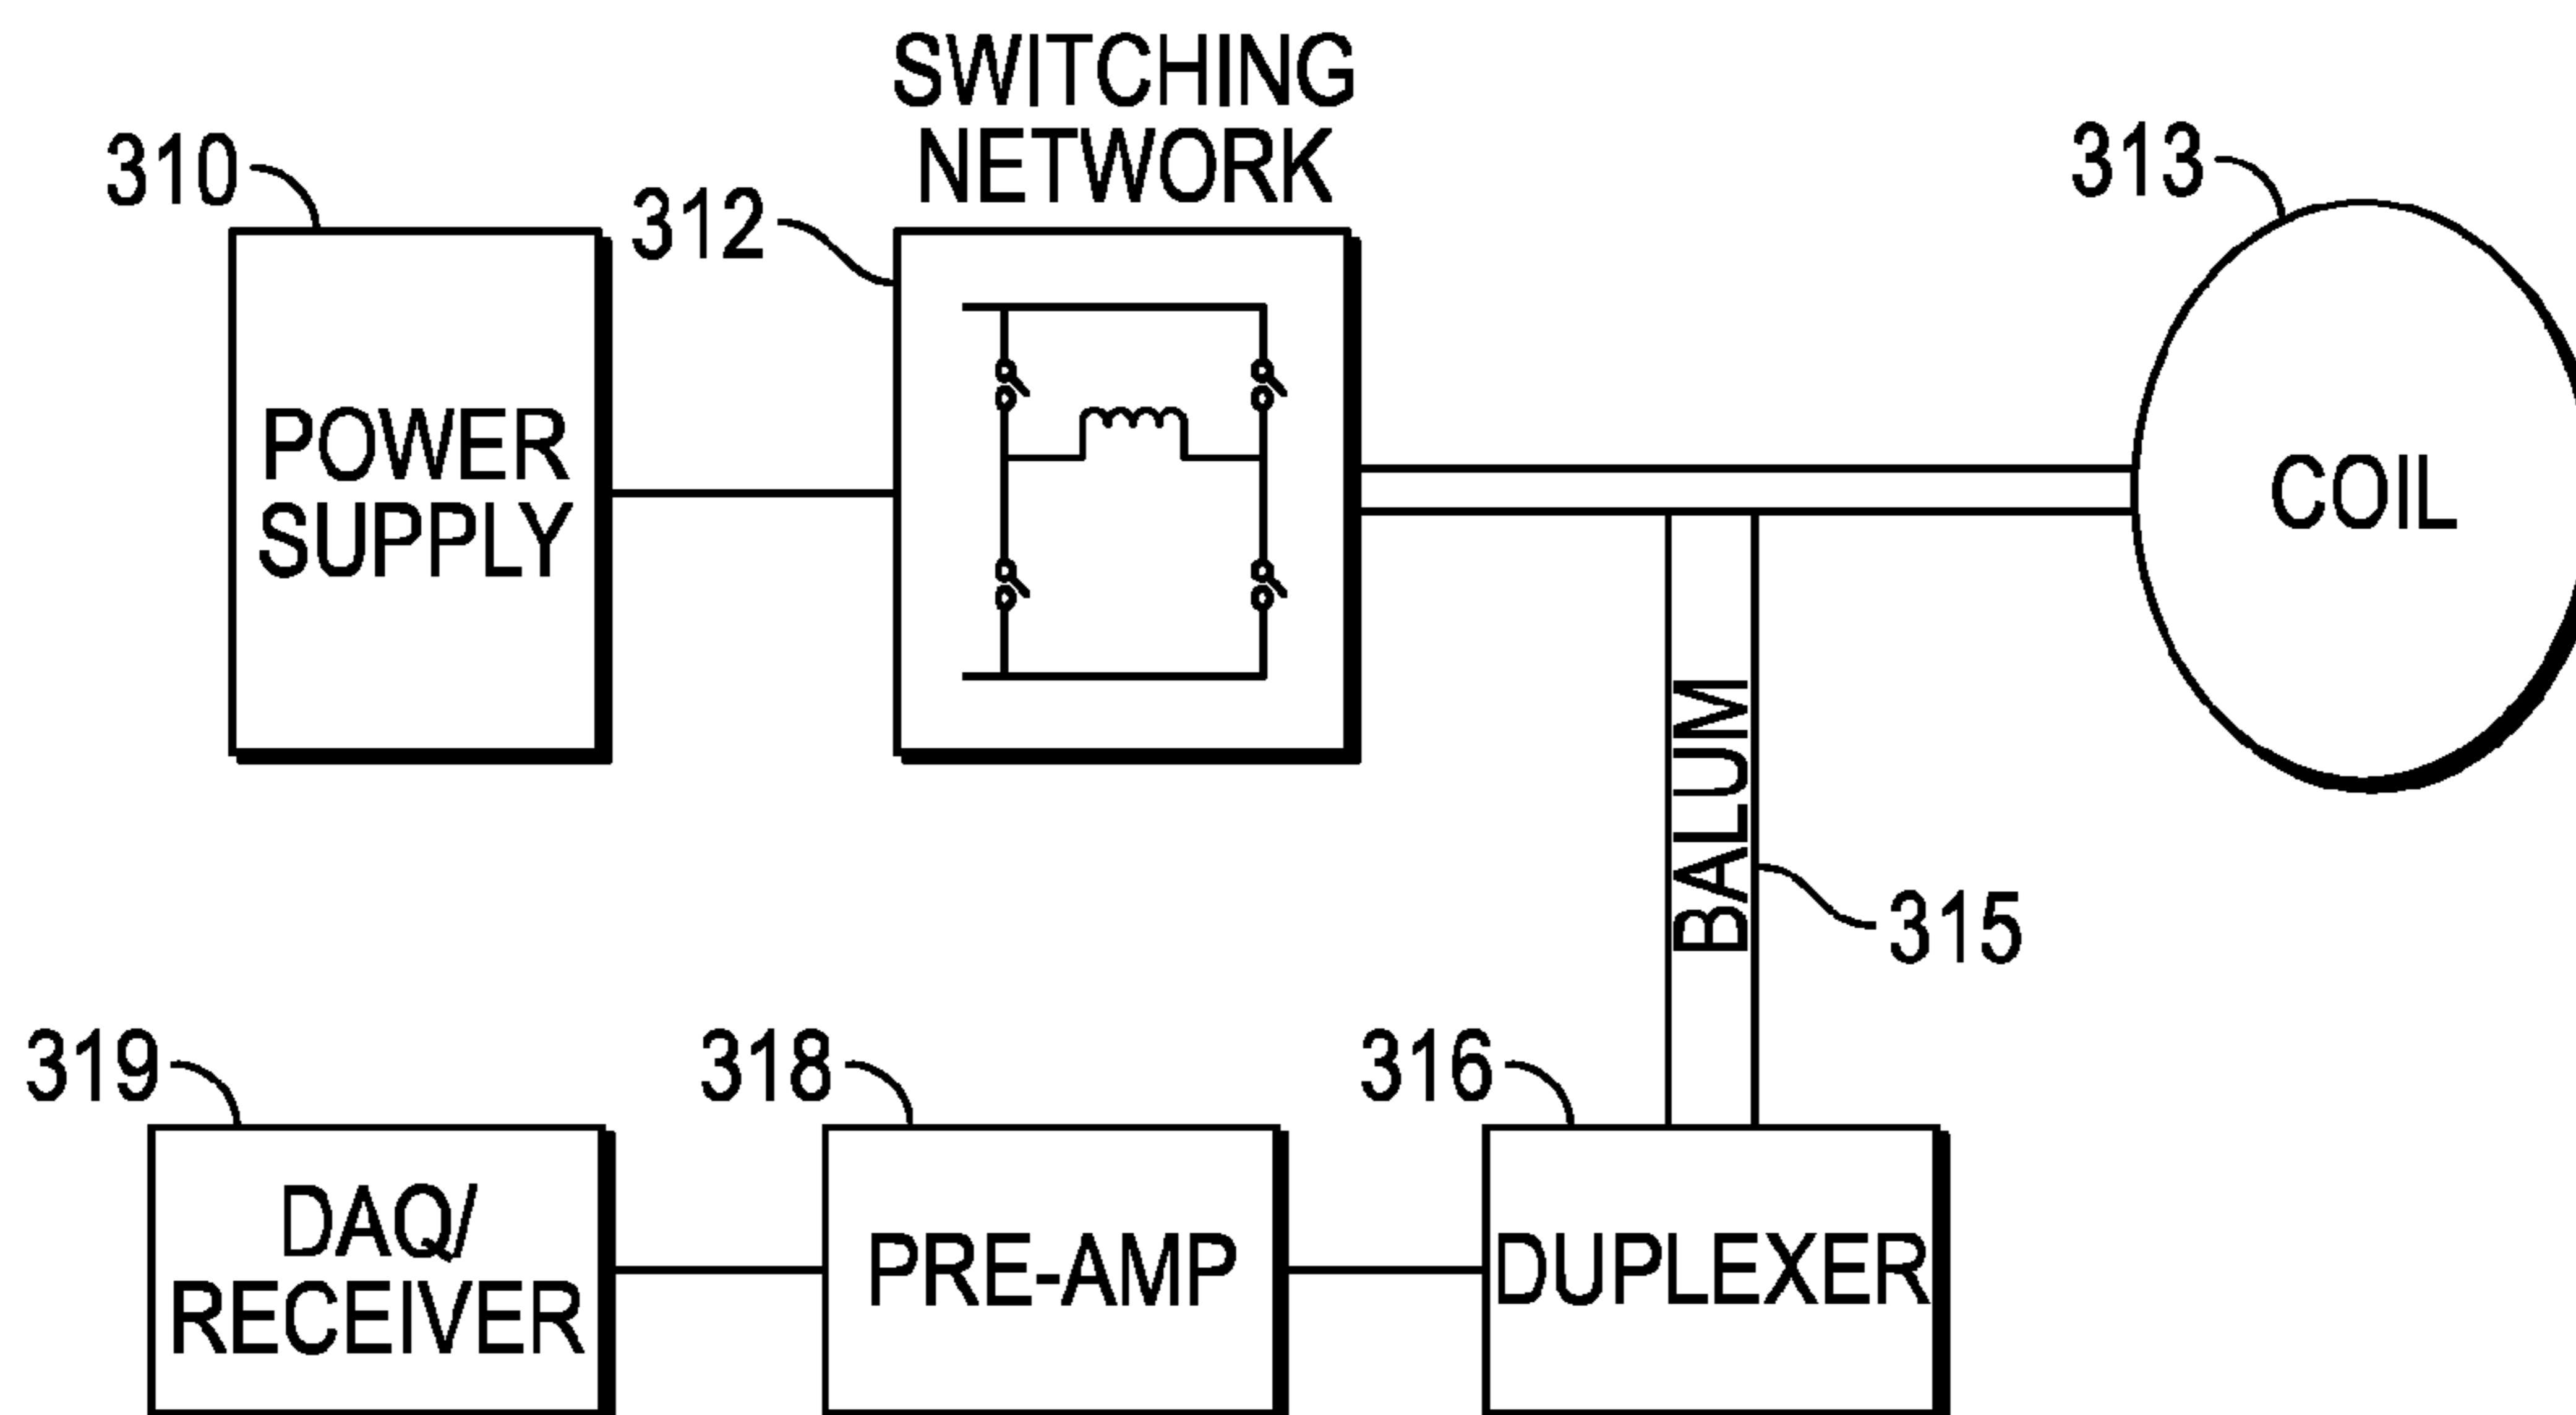 SWITCHING
NETWORK
310
312
313
POWER
SUPPLY
COIL
BALUM
315
319
318
316
DAQ/
RECEIVER
PRE-AMP
DUPLEXER